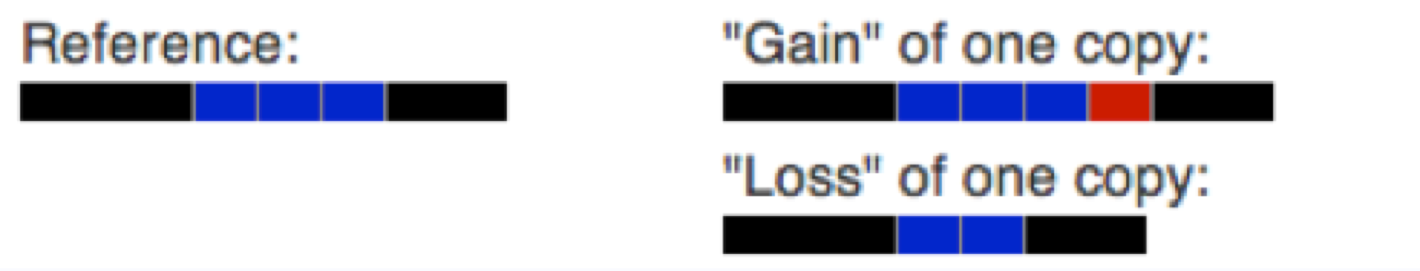 Reference:
"Gain" of one copy:
"Loss" of one copy: